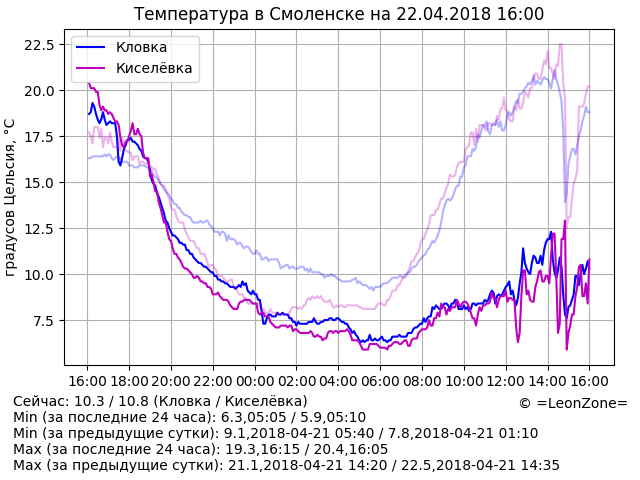 Температура в Смоленске на 22.04.2018 16:00
Кловка
Киселёвка
градусов Цельсия, °C
22.5
20.0
17.5
15.0
12.5
10.0
7.5
16:00 18:00 20:00 22:00 00:00 02:00 04:00 06:00 08:00 10:00 12:00 14:00 16:00
Сейчас: 10.3 / 10.8 (Кловка / Киселёвка)
© =LeonZone=
Min (за последние 24 часа): 6.3,05:05 / 5.9,05:10
Min (за предыдущие сутки): 9.1,2018-04-21 05:40 / 7.8,2018-04-21 01:10
Max (за последние 24 часа): 19.3,16:15 / 20.4,16:05
Max (за предыдущие сутки): 21.1,2018-04-21 14:20 / 22.5,2018-04-21 14:35